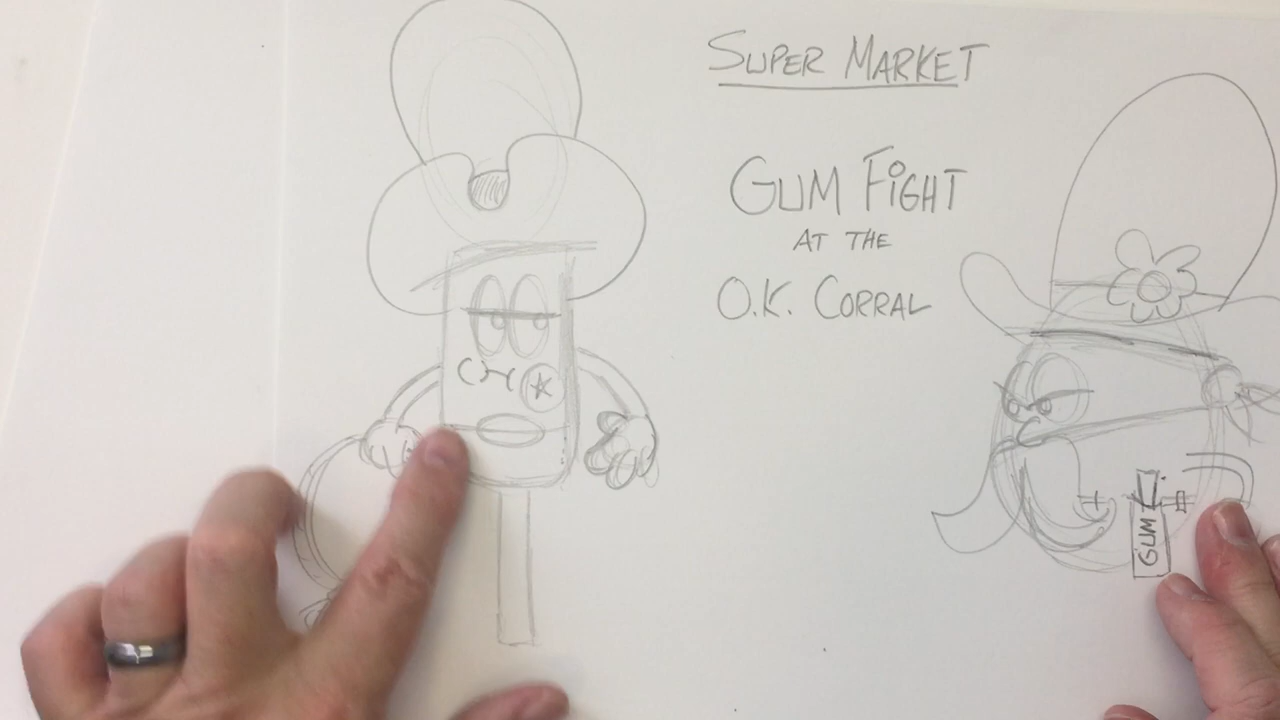 SUPER MARKET
GUM FIGHT
AT THE
O.K. CORRAL
GUM